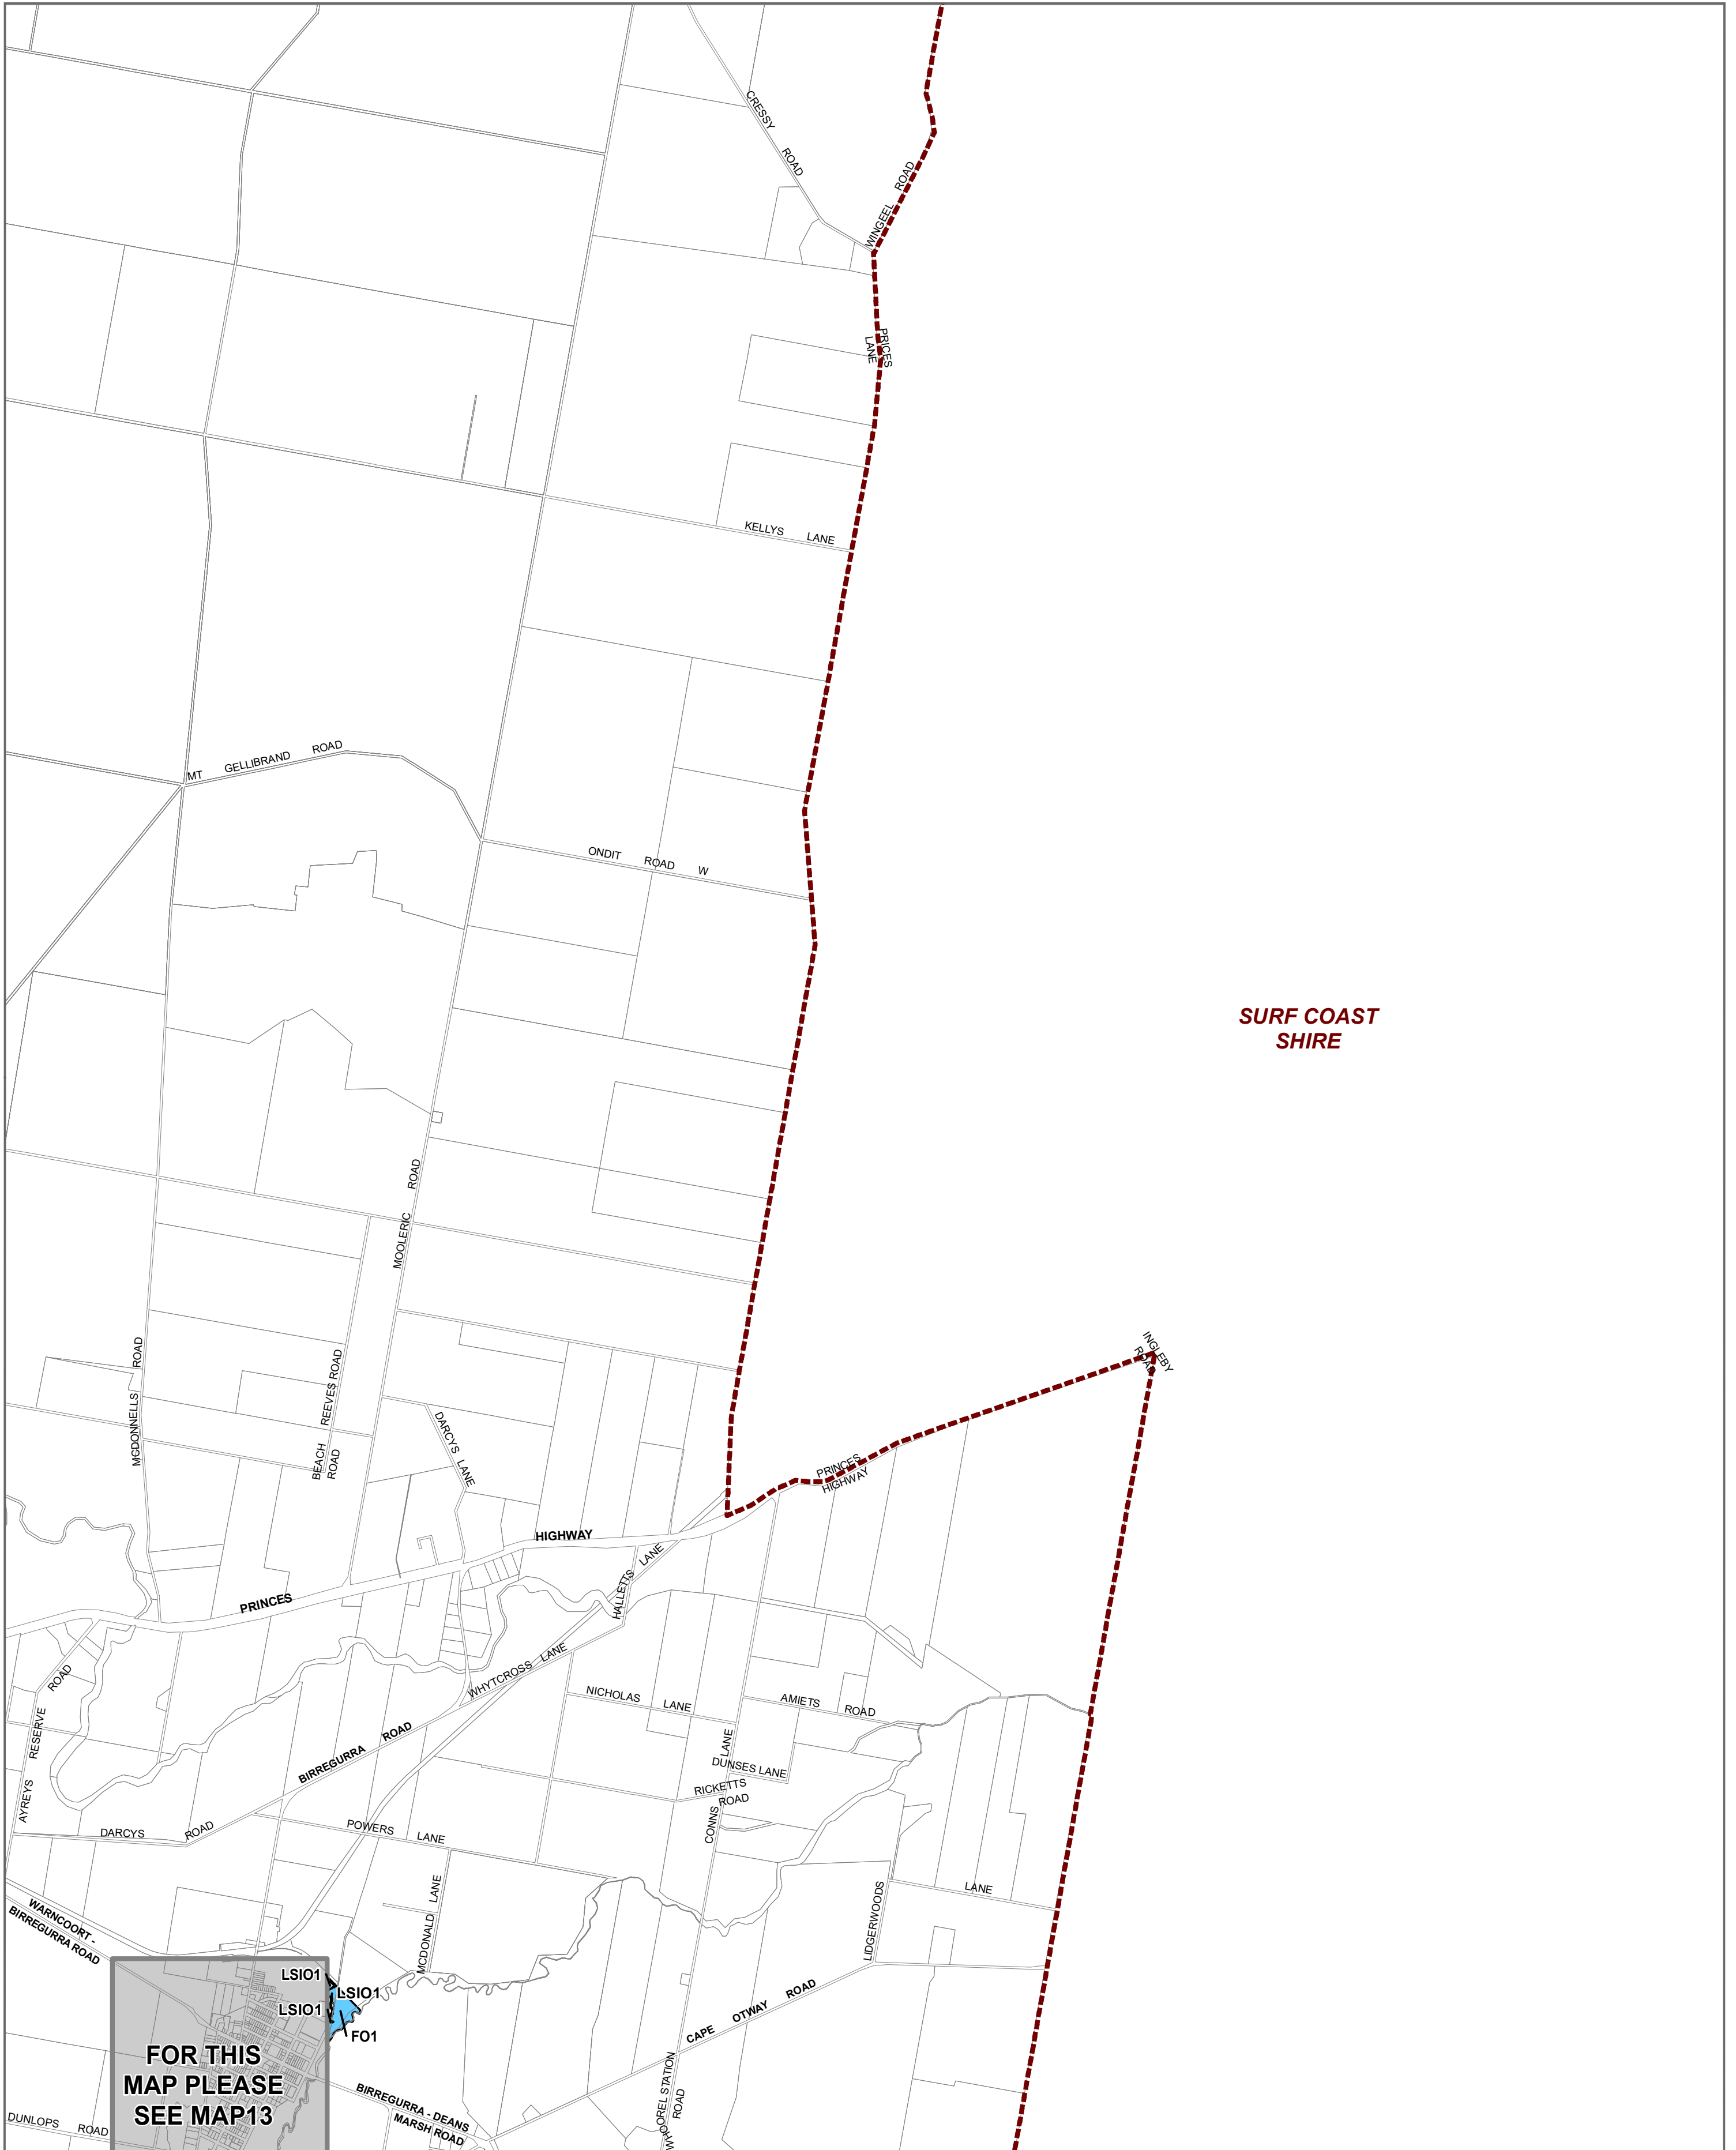 CRESSY ROAD
WINGEEL ROAD
PRICES
LANE
KELLYS LANE
MT GELLIBRAND ROAD
ONDIT ROAD W
SURF COAST
SHIRE
MOOLERIC ROAD
MCDONNELLS ROAD
REEVES ROAD
BEACH
ROAD
DARCYS LANE
INGLEBY
ROAD
PRINCES
HIGHWAY
PRINCES HIGHWAY
HALLETTS LANE
WHYTCROSS LANE
AYREYS RESERVE ROAD
NICHOLAS LANE
AMIETS ROAD
BIRREGURRA ROAD
DUNSES LANE
RICKETTS
ROAD
CONNS LANE
DARCYS ROAD
POWERS LANE
MCDONALD LANE
LIDGERWOODS LANE
WARNCOORT -
BIRREGURRA ROAD
LSIO1
LSIO1
LSIO1
FO1
CAPE OTWAY ROAD
FOR THIS
MAP PLEASE
SEE MAP13
BIRREGURRA - DEANS
MARSH ROAD
DUNLOPS ROAD
WHOOREL STATION
ROAD